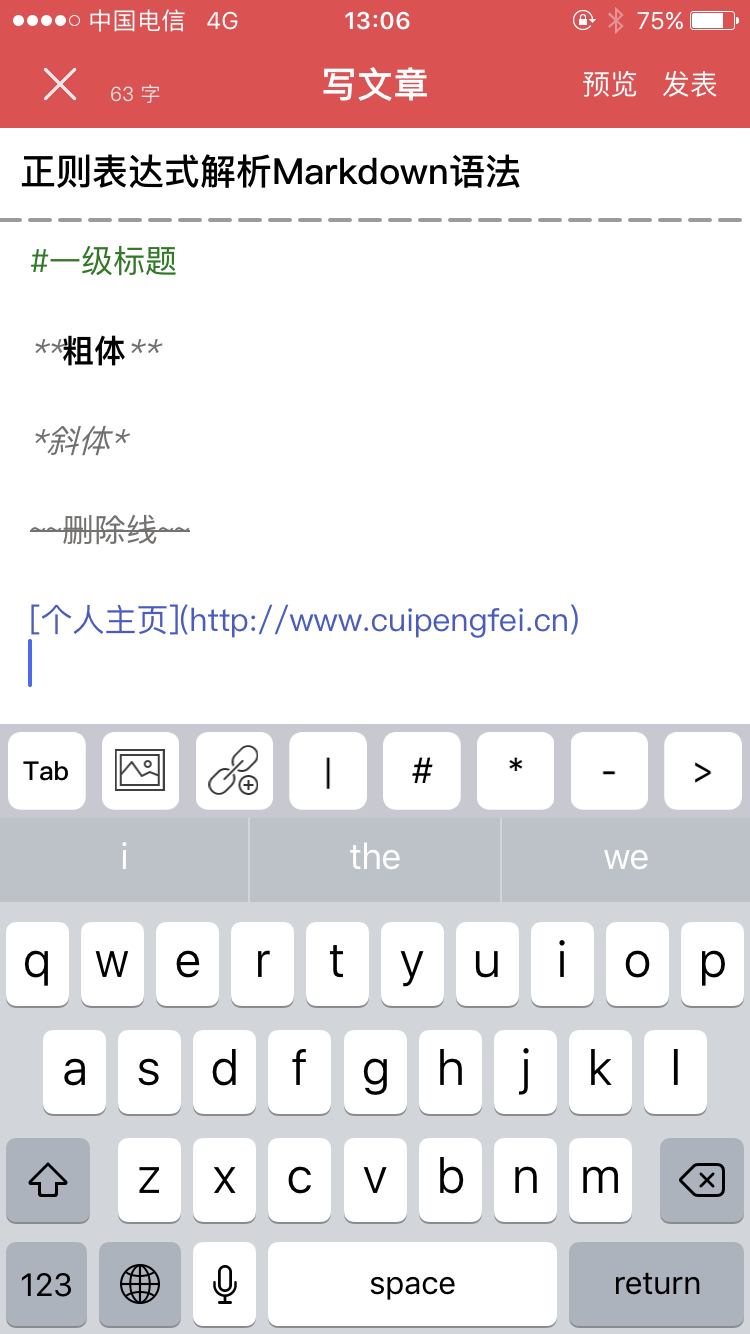 中国电信 4G 13:06 75%
63 字 写文章 预览 发表
正则表达式解析Markdown语法
#一级标题
**粗体**
*斜体*
~~删除线~~
[个人主页](http://www.cuipengfei.cn)
Tab | # * - >
i the we
q w e r t y u i o p
a s d f g h j k l
z x c v b n m
123 space return